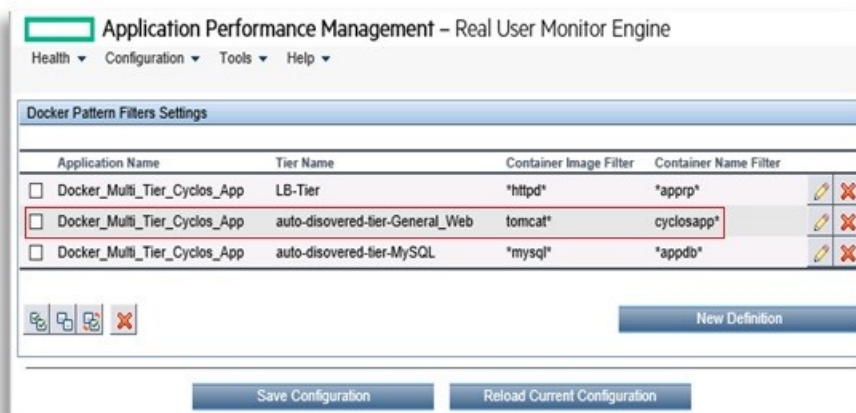 Application Performance Management – Real User Monitor Engine
Health Configuration Tools Help
Docker Pattern Filters Settings
Application Name Tier Name Container Image Filter Container Name Filter
Docker_Multi_Tier_Cyclos_App LB-Tier *httpd* *apprp*
Docker_Multi_Tier_Cyclos_App auto-disovered-tier-General_Web tomcat* cyclosapp*
Docker_Multi_Tier_Cyclos_App auto-disovered-tier-MySQL *mysql* *appdb*
New Definition
Save Configuration Reload Current Configuration